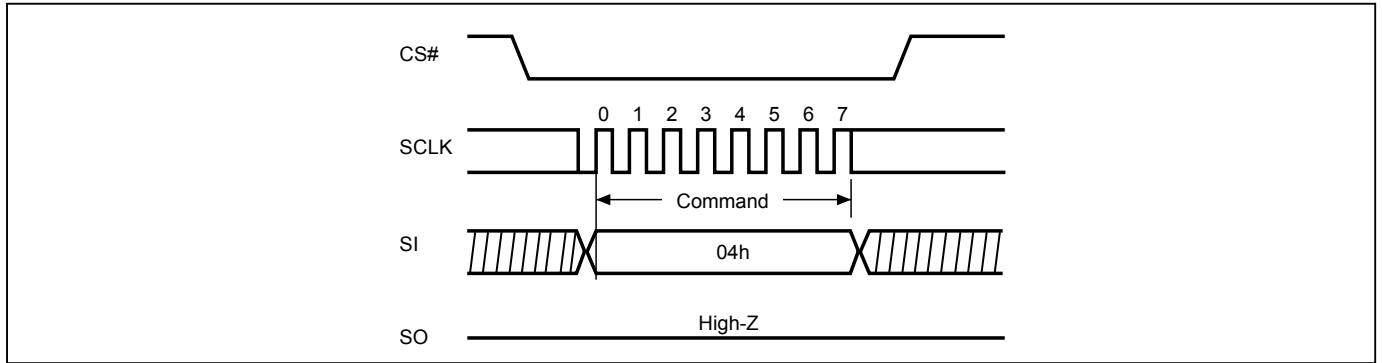 CS#
0 1 2 3 4 5 6 7
SCLK
Command
SI
04h
High-Z
SO